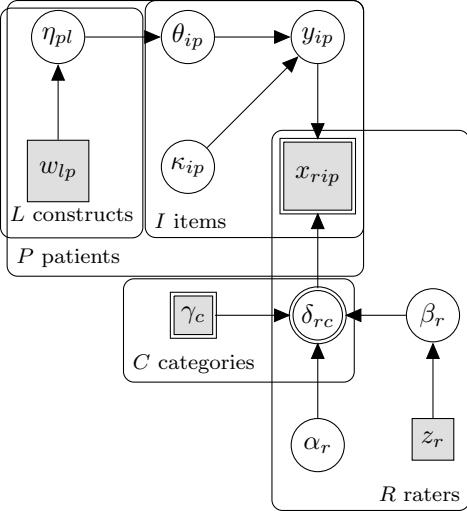 η_pl θ_ip y_ip
w_lp κ_ip x_rip
L constructs
I items
P patients
γ_c δ_rc β_r
C categories
α_r z_r
R raters